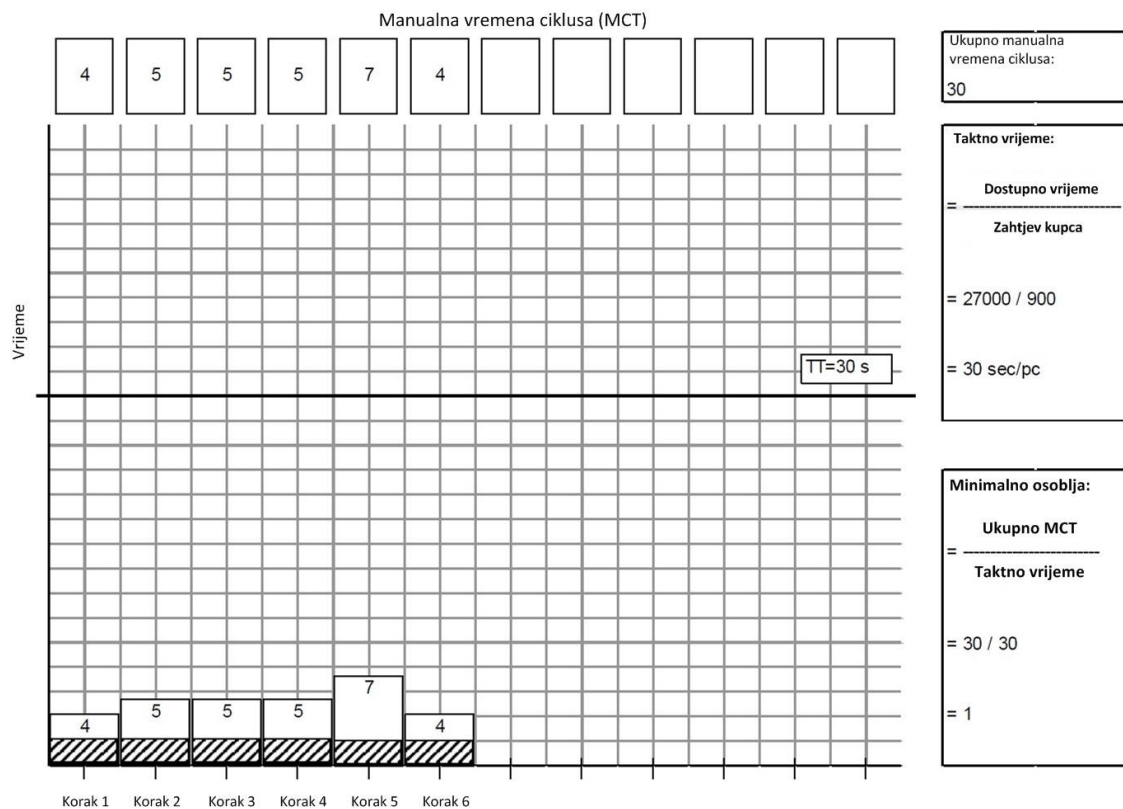 Manualna vremena ciklusa (MCT)
4 5 5 5 7 4
Ukupno manualna
vremena ciklusa:
30
Taktno vrijeme:
Dostupno vrijeme
= ------------------------------
Zahtjev kupca
= 27000 / 900
= 30 sec/pc
Vrijeme
TT=30 s
Minimalno osoblja:
Ukupno MCT
= --------------------------
Taktno vrijeme
= 30 / 30
= 1
4 5 5 5 7 4
Korak 1 Korak 2 Korak 3 Korak 4 Korak 5 Korak 6